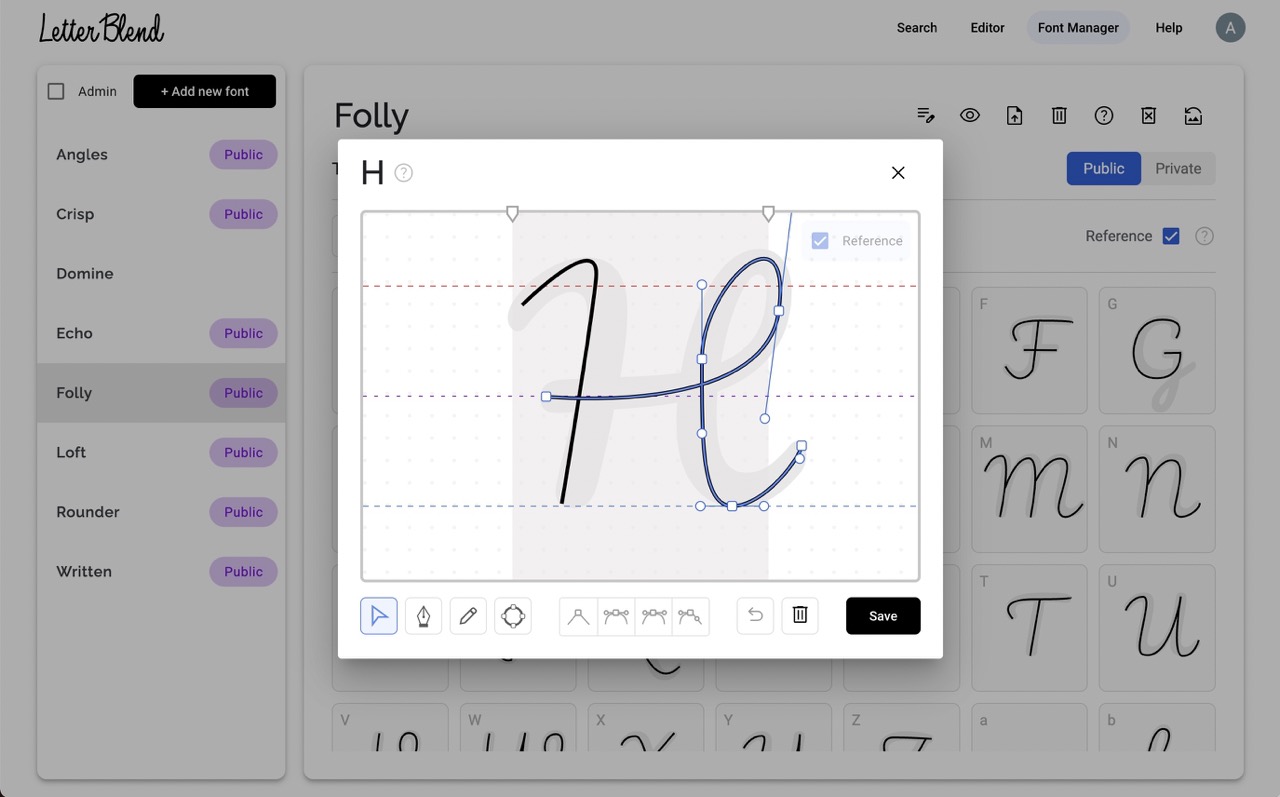 Letter Blend
Search
Editor
Font Manager
Help
A
Admin
+ Add new font
Angles
Public
Crisp
Public
Domine
Echo
Public
Folly
Public
Loft
Public
Rounder
Public
Written
Public
Folly
Public
Private
Reference
H
Reference
H
Save
F
F
G
G
M
M
N
N
T
T
U
U
V
W
X
Y
Z
a
b